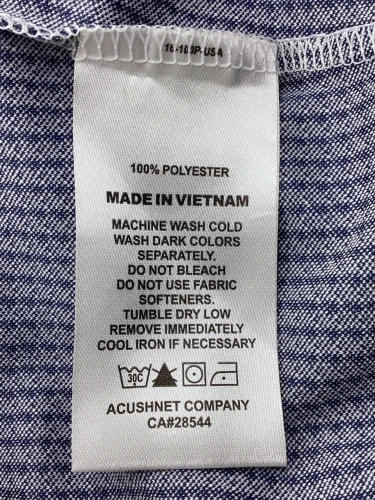 100% POLYESTER
MADE IN VIETNAM
MACHINE WASH COLD
WASH DARK COLORS
SEPARATELY.
DO NOT BLEACH
DO NOT USE FABRIC
SOFTENERS.
TUMBLE DRY LOW
REMOVE IMMEDIATELY
COOL IRON IF NECESSARY
30C
ACUSHNET COMPANY
CA#28544